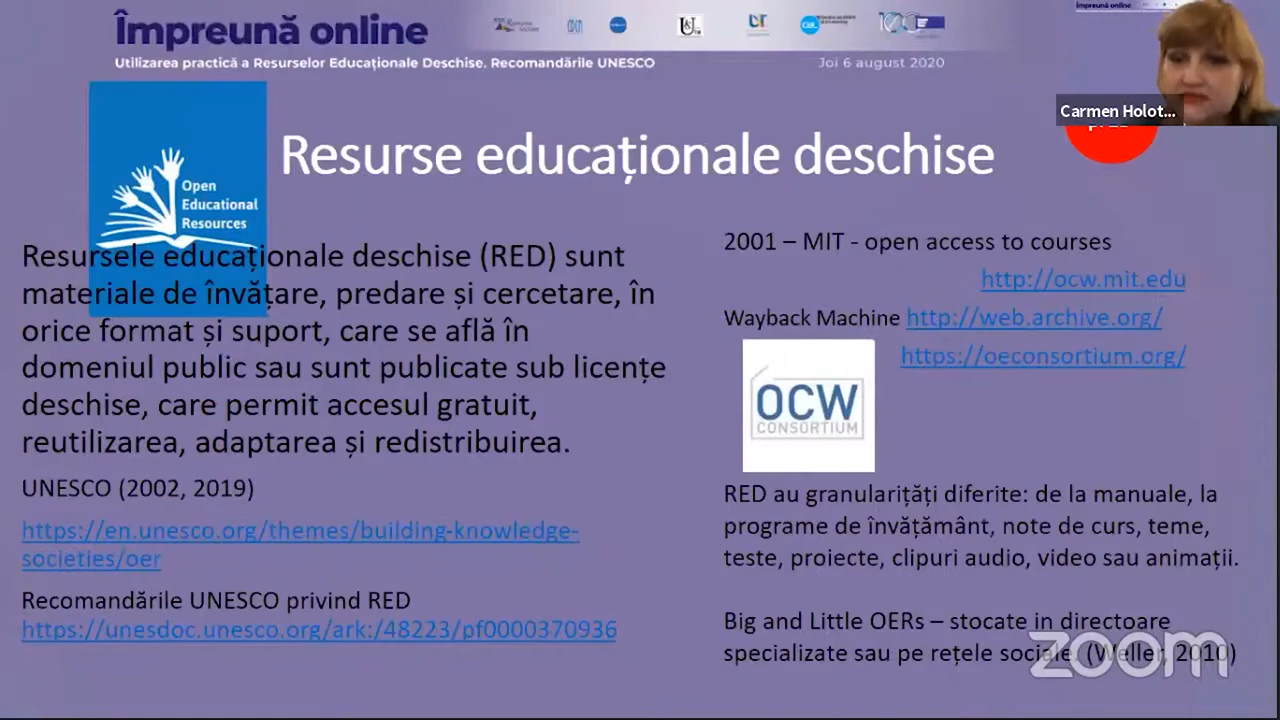 Împreună online
Utilizarea practică a Resurselor Educaționale Deschise. Recomandările UNESCO
Joi 6 august 2020
Împreună online
Carmen Holot...
Open
Educational
Resources
Resurse educaționale deschise
Resursele educaționale deschise (RED) sunt
materiale de învățare, predare și cercetare, în
orice format și suport, care se află în
domeniul public sau sunt publicate sub licențe
deschise, care permit accesul gratuit,
reutilizarea, adaptarea și redistribuirea.
UNESCO (2002, 2019)
https://en.unesco.org/themes/building-knowledge-
societies/oer
Recomandările UNESCO privind RED
https://unesdoc.unesco.org/ark:/48223/pf0000370936
2001 – MIT - open access to courses
http://ocw.mit.edu
Wayback Machine http://web.archive.org/
https://oeconsortium.org/
OCW
CONSORTIUM
RED au granularițăți diferite: de la manuale, la
programe de învățământ, note de curs, teme,
teste, proiecte, clipuri audio, video sau animații.
Big and Little OERs – stocate in directoare
specializate sau pe rețele sociale (Weller, 2010)
zoom